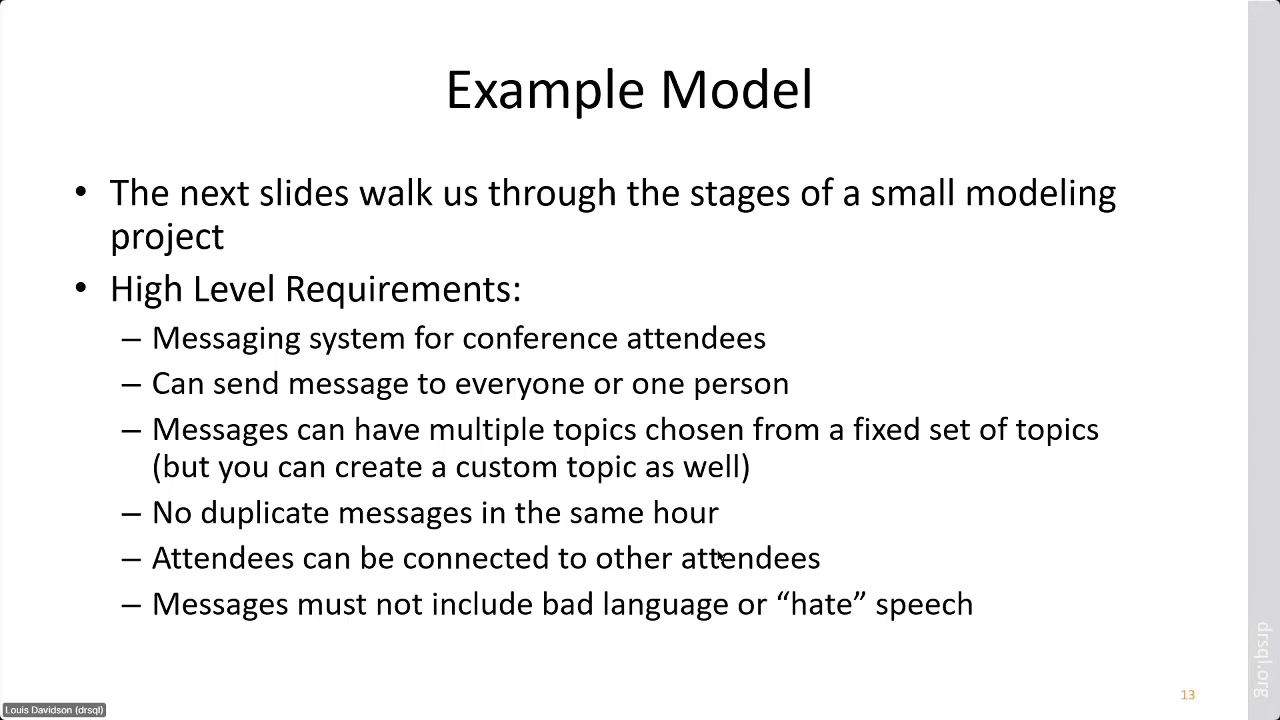 Example Model
• The next slides walk us through the stages of a small modeling
project
• High Level Requirements:
– Messaging system for conference attendees
– Can send message to everyone or one person
– Messages can have multiple topics chosen from a fixed set of topics
(but you can create a custom topic as well)
– No duplicate messages in the same hour
– Attendees can be connected to other attendees
– Messages must not include bad language or “hate” speech
drsql.org
13
Louis Davidson (drsql)